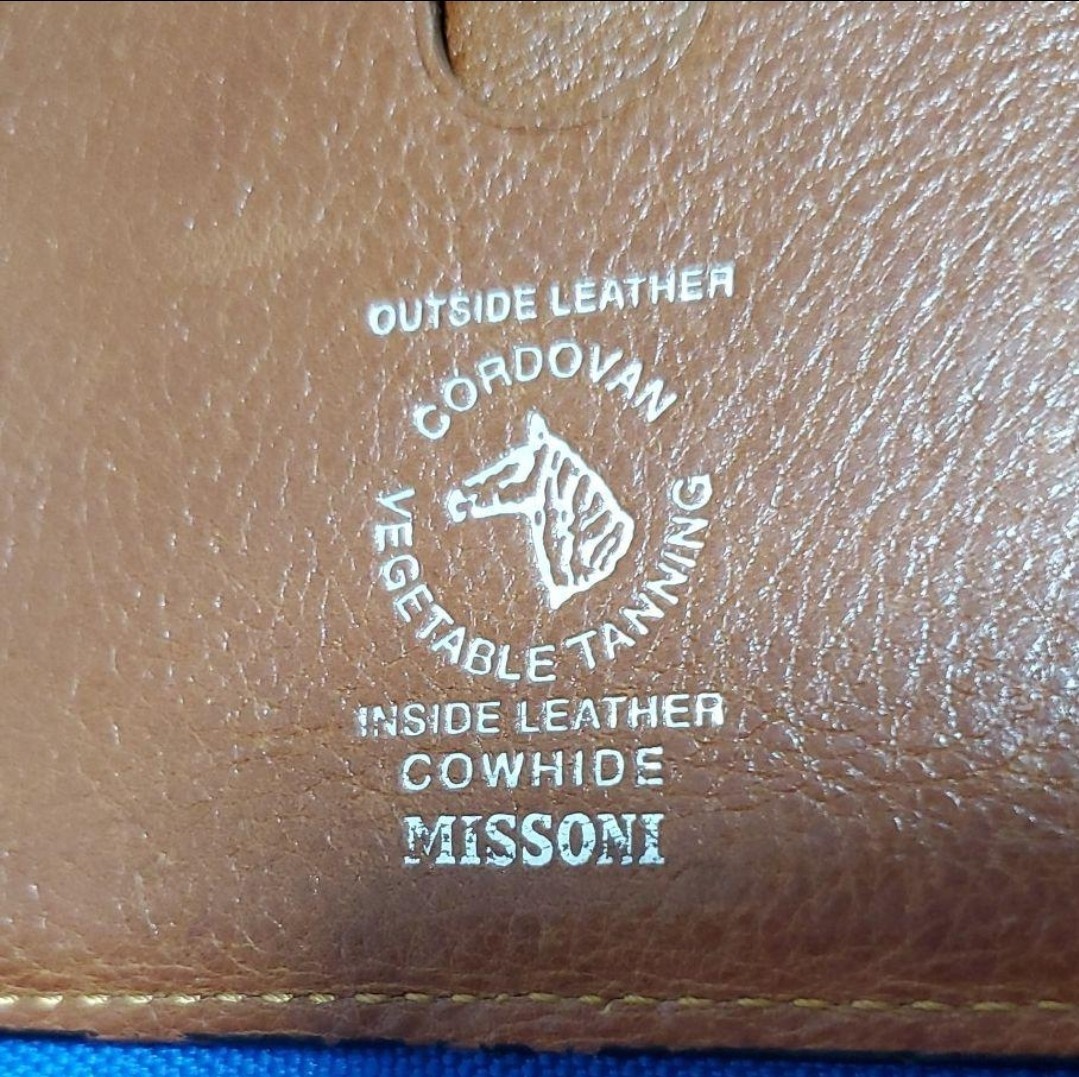 OUTSIDE LEATHER
CORDOVAN
VEGETABLE TANNING
INSIDE LEATHER
COWHIDE
MISSONI